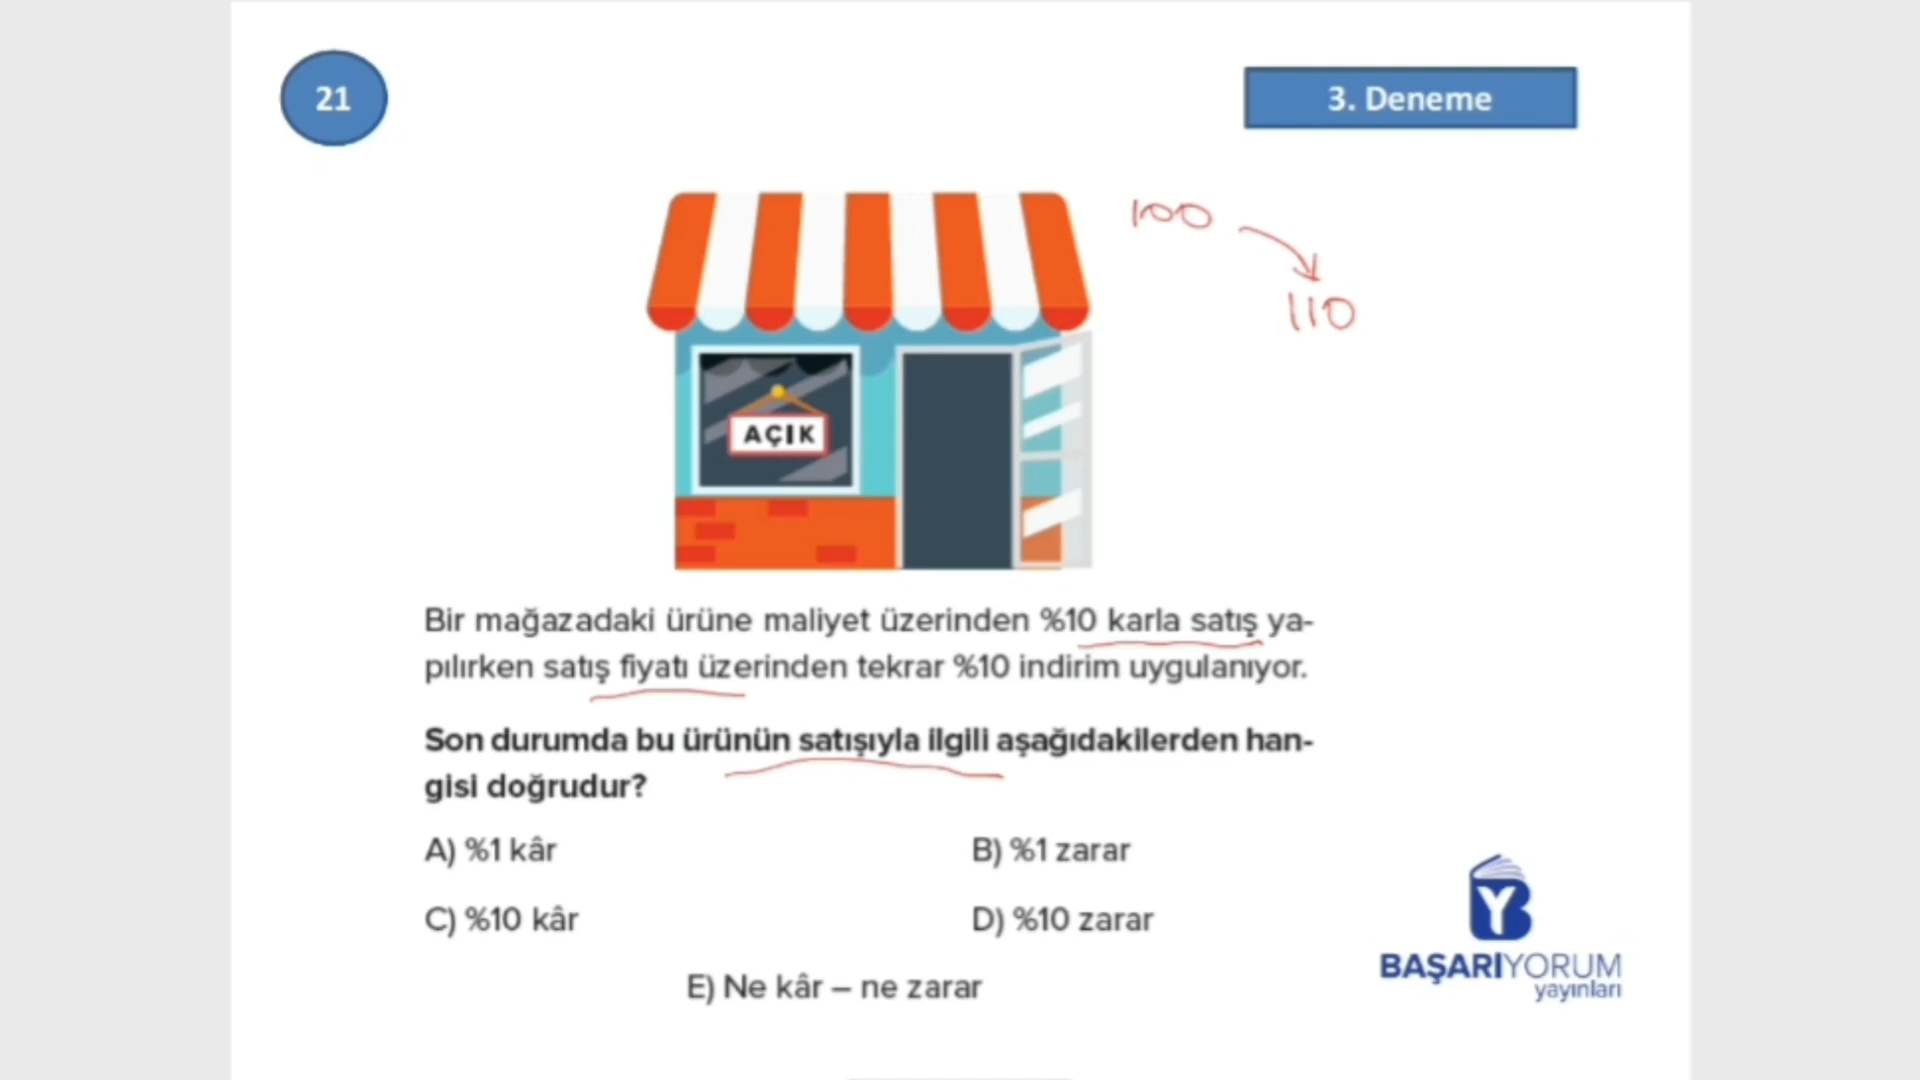 21
3. Deneme
100
110
AÇIK
Bir mağazadaki ürüne maliyet üzerinden %10 karla satış ya-
pılırken satış fiyatı üzerinden tekrar %10 indirim uygulanıyor.
Son durumda bu ürünün satışıyla ilgili aşağıdakilerden han-
gisi doğrudur?
A) %1 kâr
B) %1 zarar
C) %10 kâr
D) %10 zarar
E) Ne kâr – ne zarar
BAŞARIYORUM
yayınları